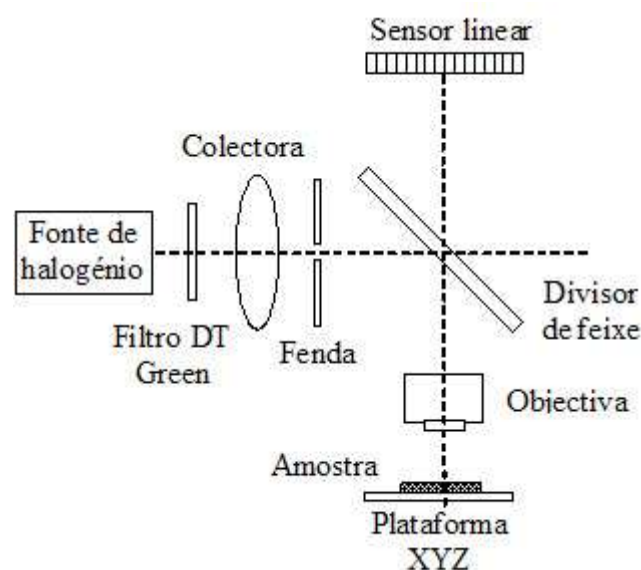 Sensor linear
Colectora
Fonte de
halogénio
Filtro DT
Green
Fenda
Divisor
de feixe
Objectiva
Amostra
Plataforma
XYZ